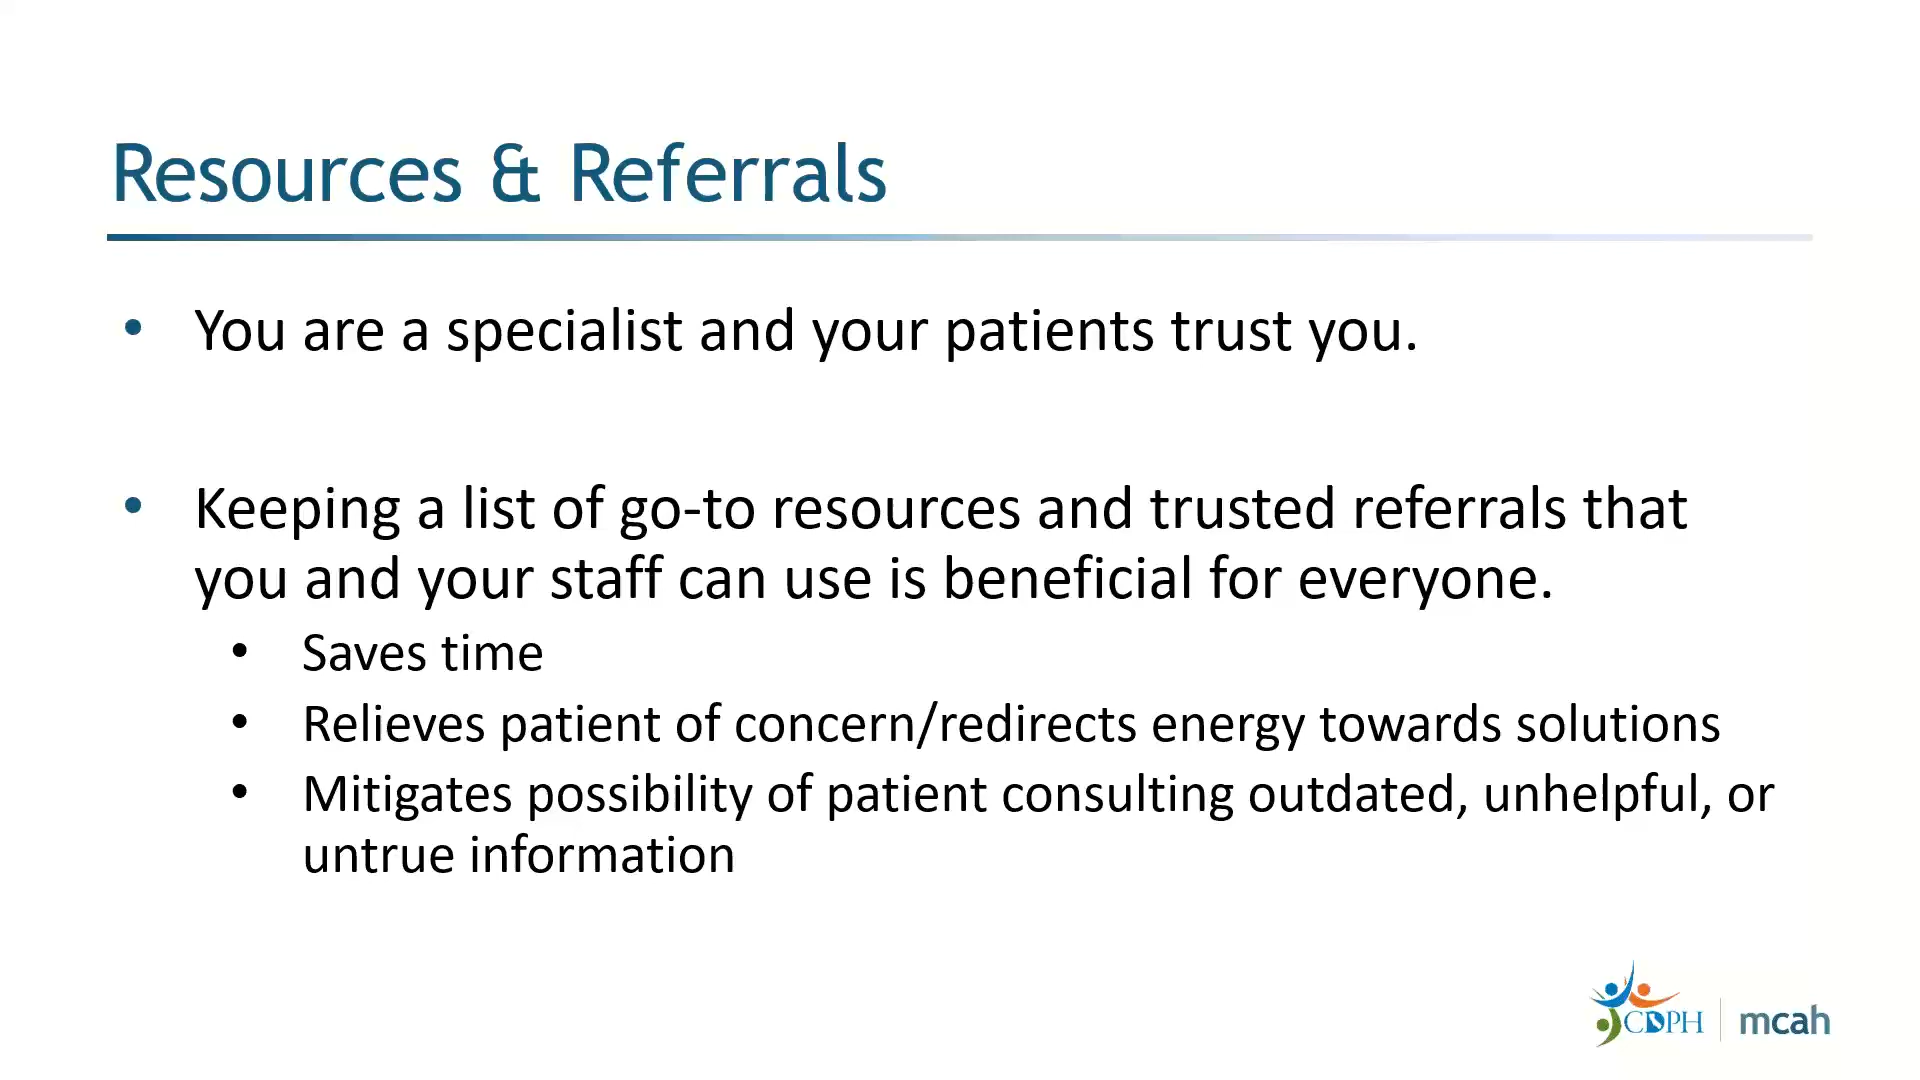 Resources & Referrals
• You are a specialist and your patients trust you.
• Keeping a list of go-to resources and trusted referrals that
you and your staff can use is beneficial for everyone.
• Saves time
• Relieves patient of concern/redirects energy towards solutions
• Mitigates possibility of patient consulting outdated, unhelpful, or
untrue information
CDPH | mcah